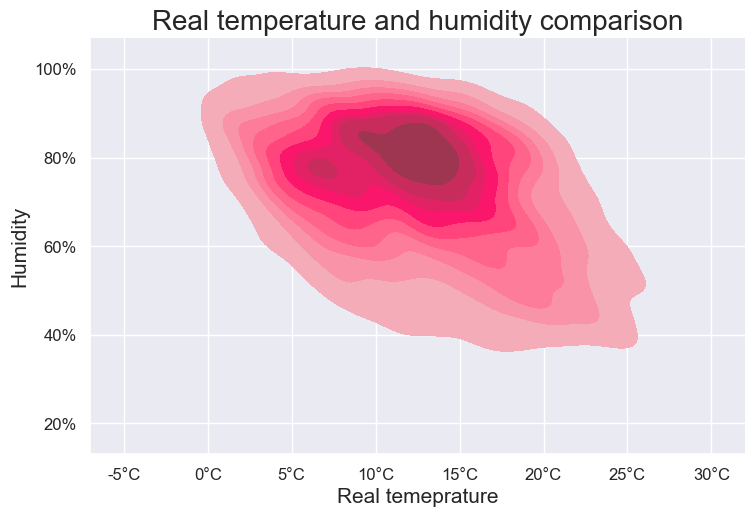 Real temperature and humidity comparison
100%
80%
60%
40%
20%
Humidity
-5°C 0°C 5°C 10°C 15°C 20°C 25°C 30°C
Real temeprature